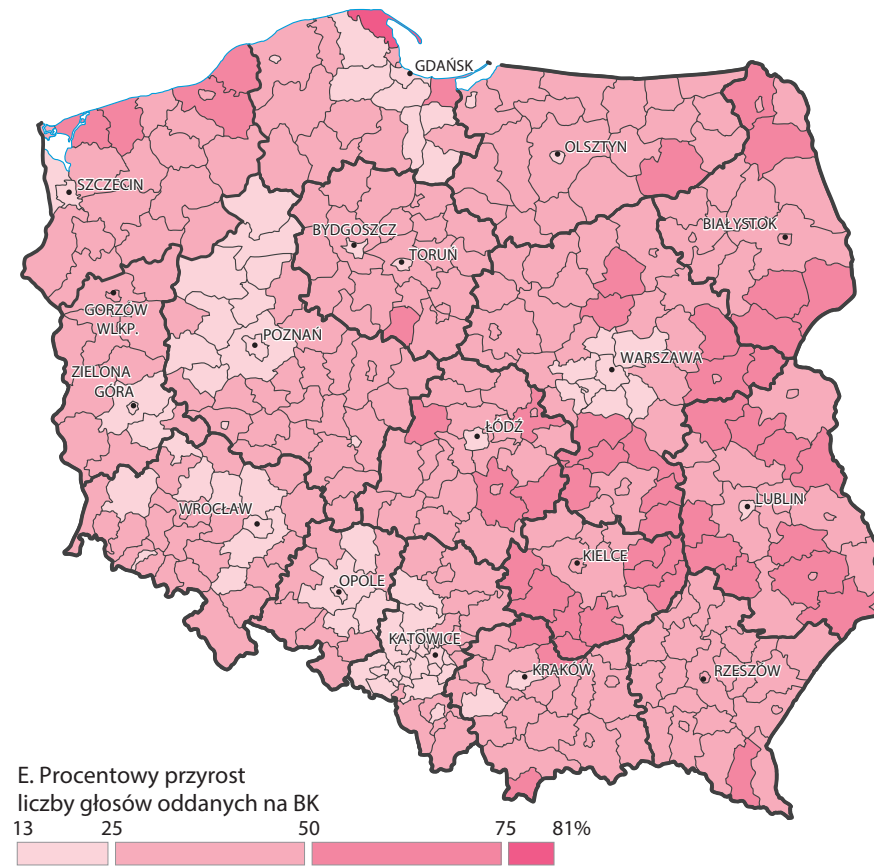 GDAŃSK
OLSZTYN
SZCZECIN
BIAŁYSTOK
BYDGOSZCZ
TORUŃ
GORZÓW
WLKP.
POZNAŃ
WARSZAWA
ZIELONA
GÓRA
ŁÓDŹ
WROCŁAW
LUBLIN
OPOLE
KIELCE
KATOWICE
KRAKÓW
RZESZÓW
E. Procentowy przyrost
liczby głosów oddanych na BK
13 25 50 75 81%